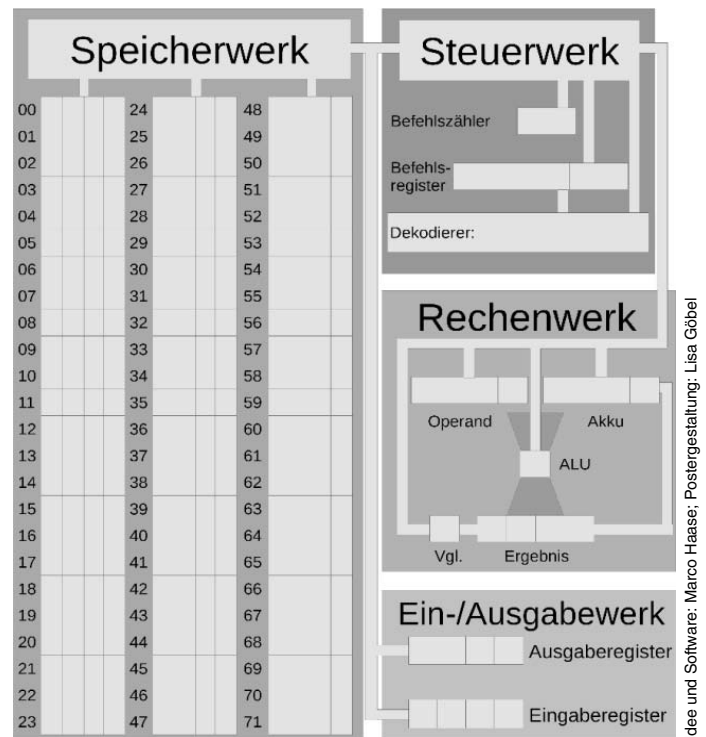 Speicherwerk
00 24 48
01 25 49
02 26 50
03 27 51
04 28 52
05 29 53
06 30 54
07 31 55
08 32 56
09 33 57
10 34 58
11 35 59
12 36 60
13 37 61
14 38 62
15 39 63
16 40 64
17 41 65
18 42 66
19 43 67
20 44 68
21 45 69
22 46 70
23 47 71
Steuerwerk
Befehlszähler
Befehls-
register
Dekodierer:
Rechenwerk
Operand Akku
ALU
Vgl. Ergebnis
Ein-/Ausgabewerk
Ausgaberegister
Eingaberegister
dee und Software: Marco Haase; Postergestaltung: Lisa Göbel